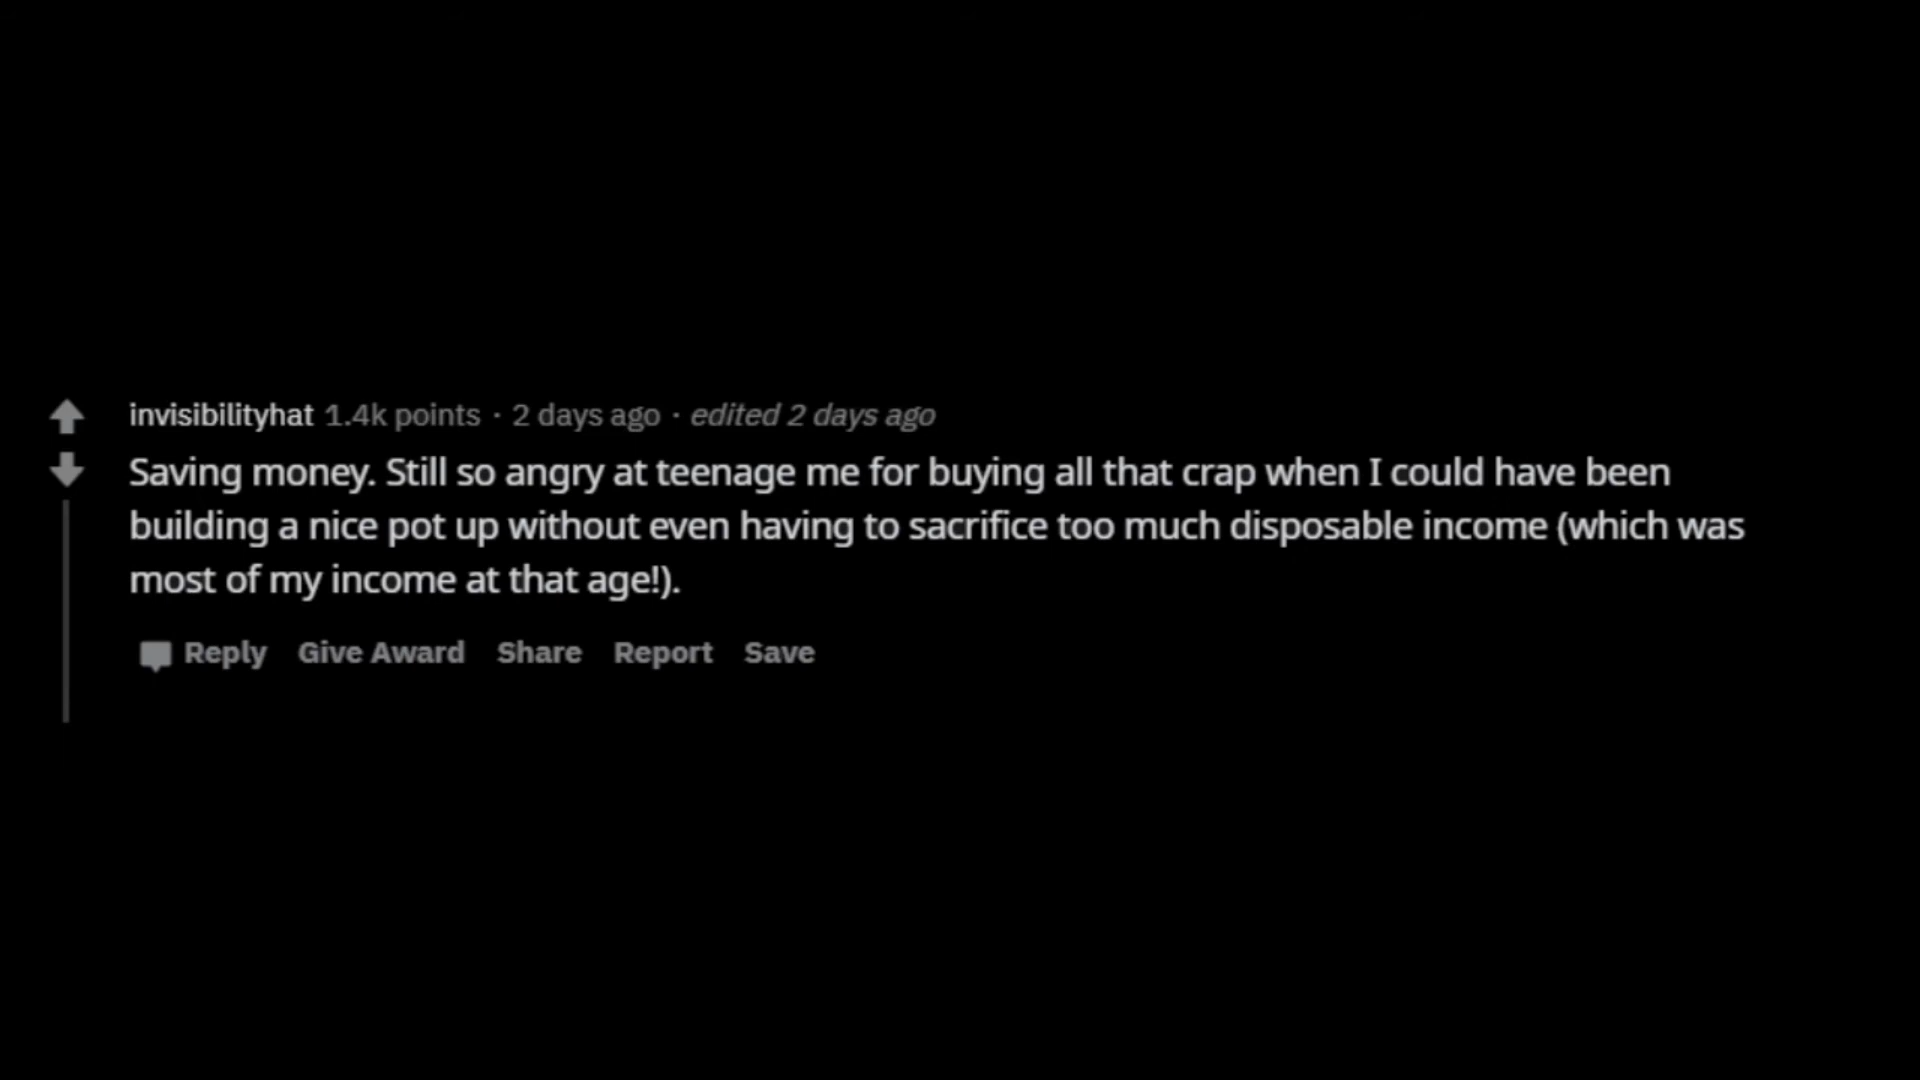 invisibilityhat 1.4k points · 2 days ago · edited 2 days ago
Saving money. Still so angry at teenage me for buying all that crap when I could have been
building a nice pot up without even having to sacrifice too much disposable income (which was
most of my income at that age!).
Reply Give Award Share Report Save